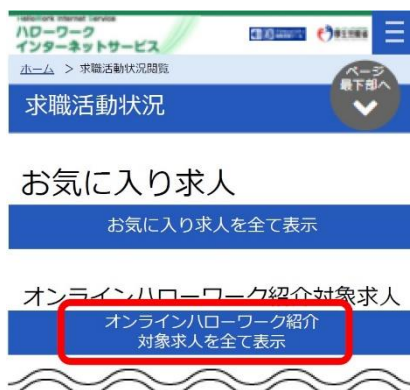 ハローワーク
インターネットサービス
ホーム > 求職活動状況閲覧
ページ
最下部へ
求職活動状況
お気に入り求人
お気に入り求人を全て表示
オンラインハローワーク紹介対象求人
オンラインハローワーク紹介
対象求人を全て表示